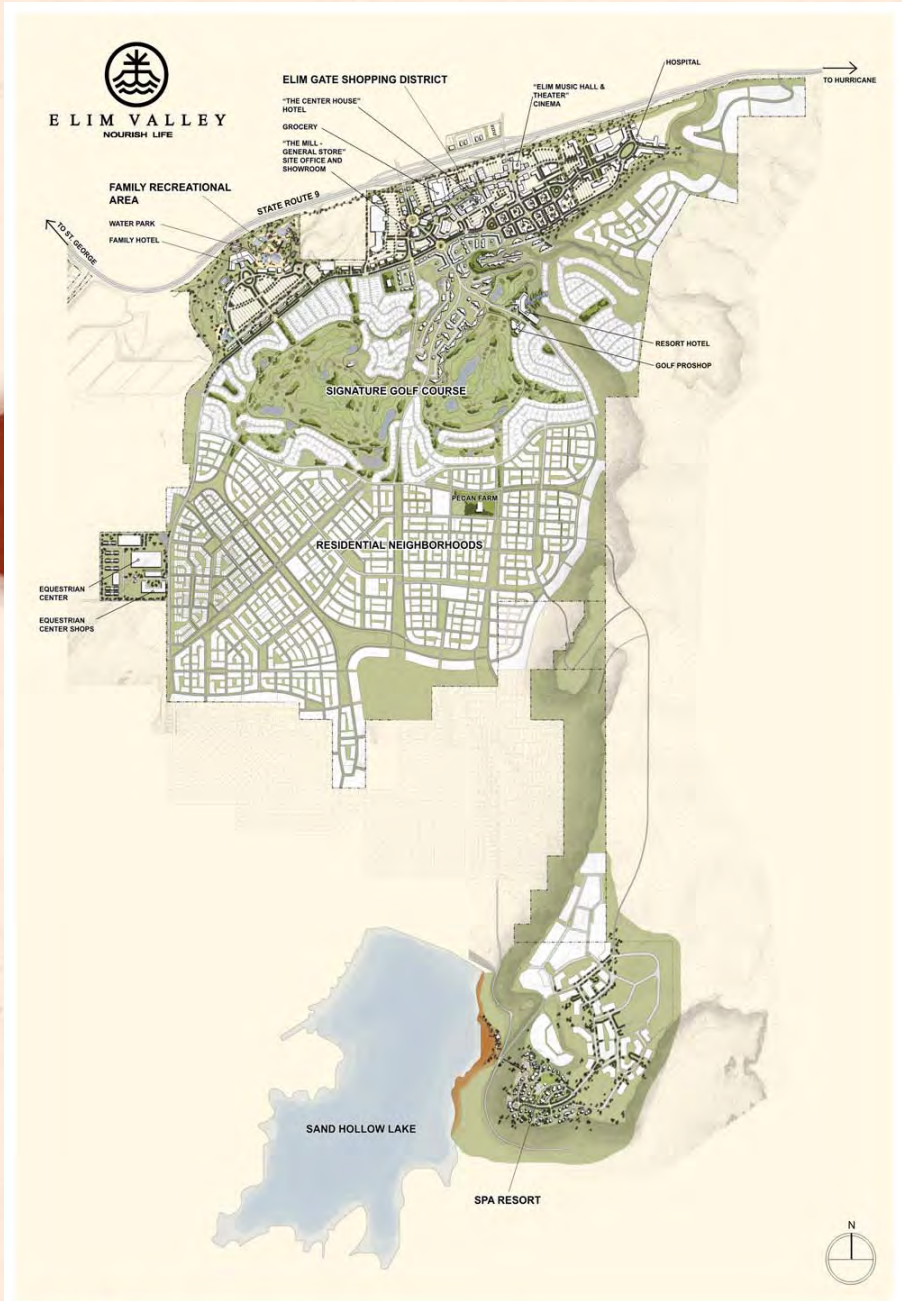 ELIM VALLEY
NOURISH LIFE
ELIM GATE SHOPPING DISTRICT
"THE CENTER HOUSE"
HOTEL
GROCERY
"THE MILL -
GENERAL STORE"
SITE OFFICE AND
SHOWROOM
"ELIM MUSIC HALL &
THEATER"
CINEMA
HOSPITAL
TO HURRICANE
FAMILY RECREATIONAL
AREA
WATER PARK
FAMILY HOTEL
STATE ROUTE 9
TO ST. GEORGE
RESORT HOTEL
GOLF PROSHOP
SIGNATURE GOLF COURSE
PECAN FARM
RESIDENTIAL NEIGHBORHOODS
EQUESTRIAN
CENTER
EQUESTRIAN
CENTER SHOPS
SAND HOLLOW LAKE
SPA RESORT
N